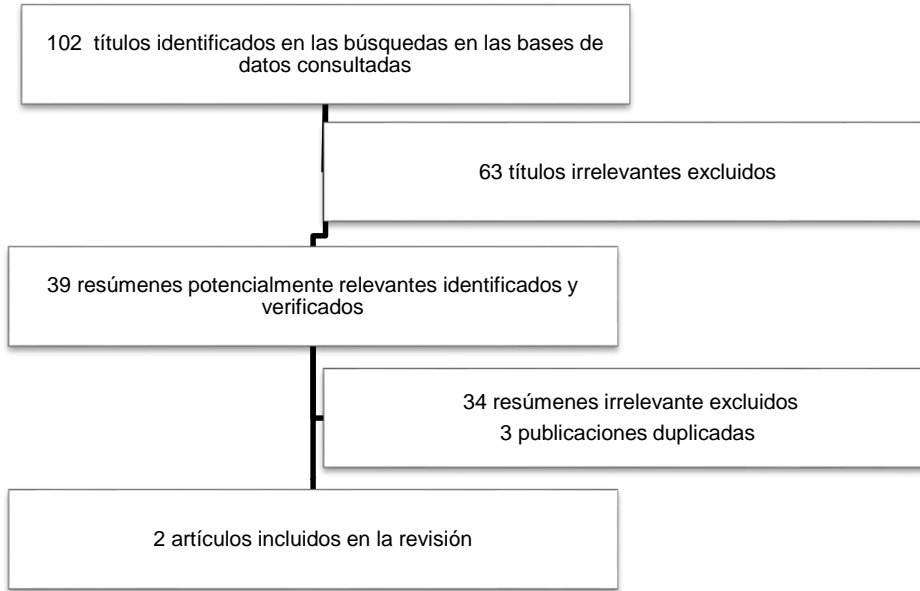 102  títulos identificados en las búsquedas en las bases de
datos consultadas
63 títulos irrelevantes excluidos
39 resúmenes potencialmente relevantes identificados y
verificados
34 resúmenes irrelevante excluidos
3 publicaciones duplicadas
2 artículos incluidos en la revisión